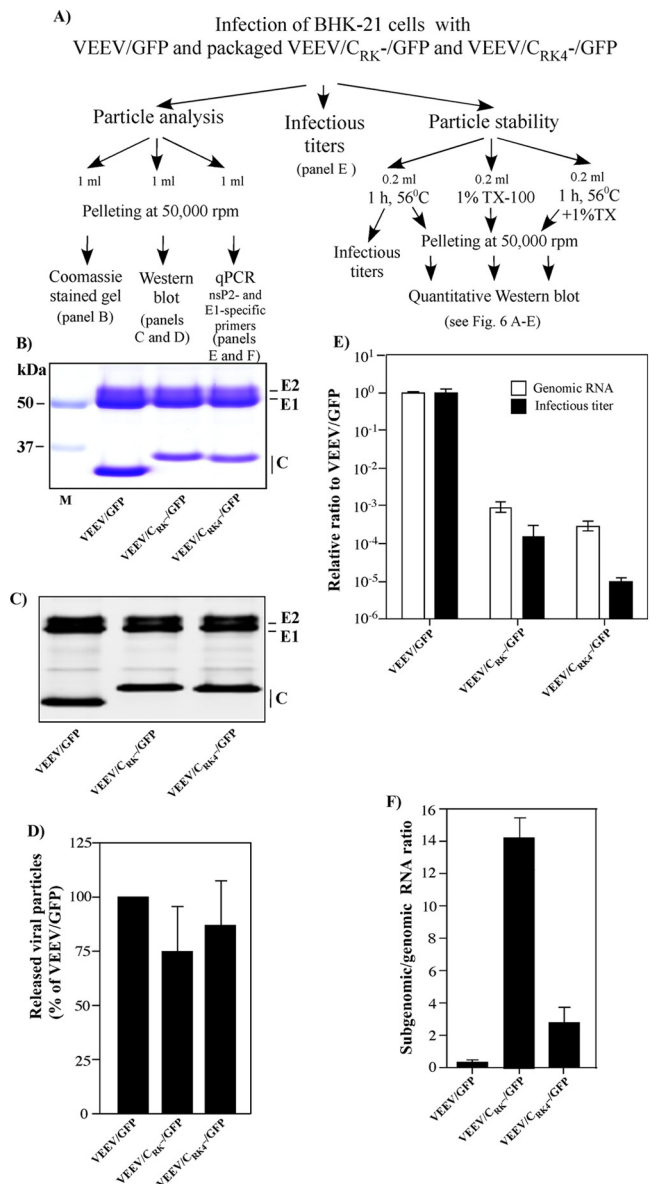 A)
Infection of BHK-21 cells with
VEEV/GFP and packaged VEEV/CRK-/GFP and VEEV/CRK4-/GFP
Particle analysis
Infectious
titers
(panel E )
Particle stability
1 ml
1 ml
1 ml
Pelleting at 50,000 rpm
Coomassie
stained gel
(panel B)
Western
blot
(panels
C and D)
qPCR
nsP2- and
E1-specific
primers
(panels
E and F)
0.2 ml
1 h, 56⁰C
0.2 ml
1% TX-100
0.2 ml
1 h, 56⁰C
+1%TX
Infectious
titers
Pelleting at 50,000 rpm
Quantitative Western blot
(see Fig. 6 A-E)
B)
kDa
50
37
E2
E1
C
M
VEEV/GFP
VEEV/CRK-/GFP
VEEV/CRK4-/GFP
C)
E2
E1
C
VEEV/GFP
VEEV/CRK-/GFP
VEEV/CRK4-/GFP
D)
Released viral particles
(% of VEEV/GFP)
125
100
75
50
25
0
VEEV/GFP
VEEV/CRK-/GFP
VEEV/CRK4-/GFP
E)
Relative ratio to VEEV/GFP
10¹
10⁰
10⁻¹
10⁻²
10⁻³
10⁻⁴
10⁻⁵
10⁻⁶
Genomic RNA
Infectious titer
VEEV/GFP
VEEV/CRK-/GFP
VEEV/CRK4-/GFP
F)
Subgenomic/genomic RNA ratio
16
14
12
10
8
6
4
2
0
VEEV/GFP
VEEV/CRK-/GFP
VEEV/CRK4-/GFP